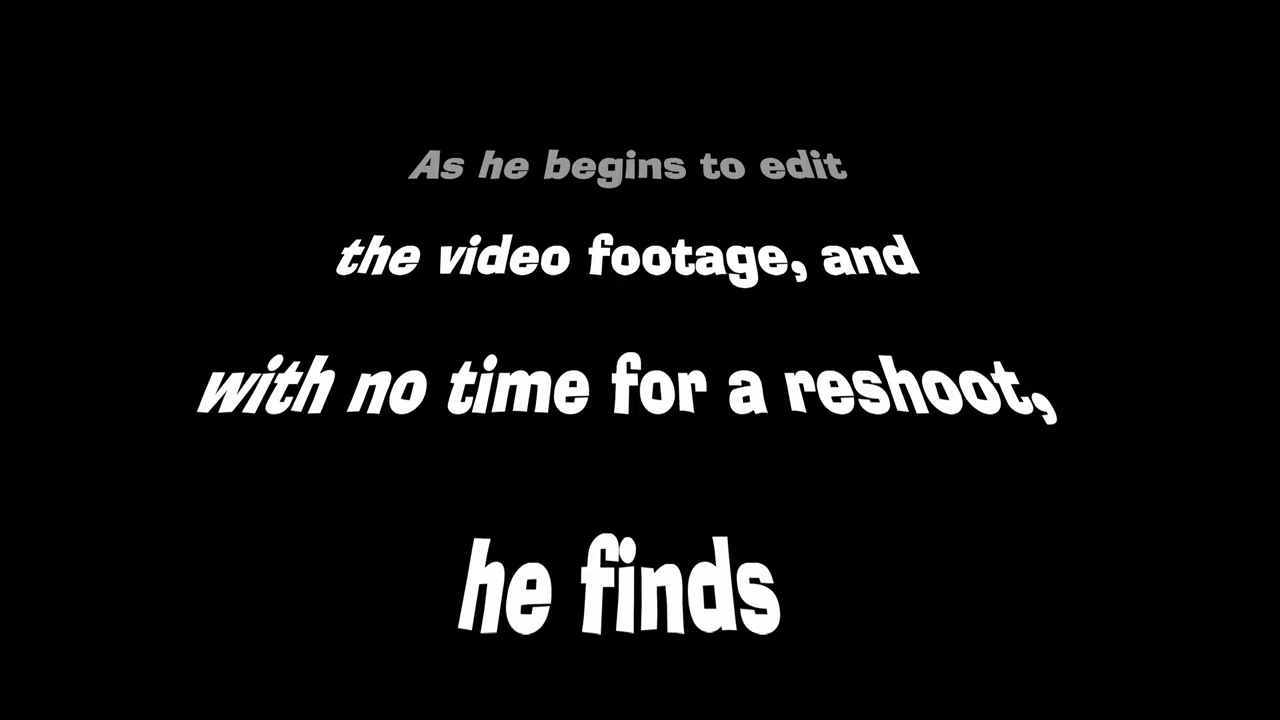 As he begins to edit
the video footage, and
with no time for a reshoot,
he finds